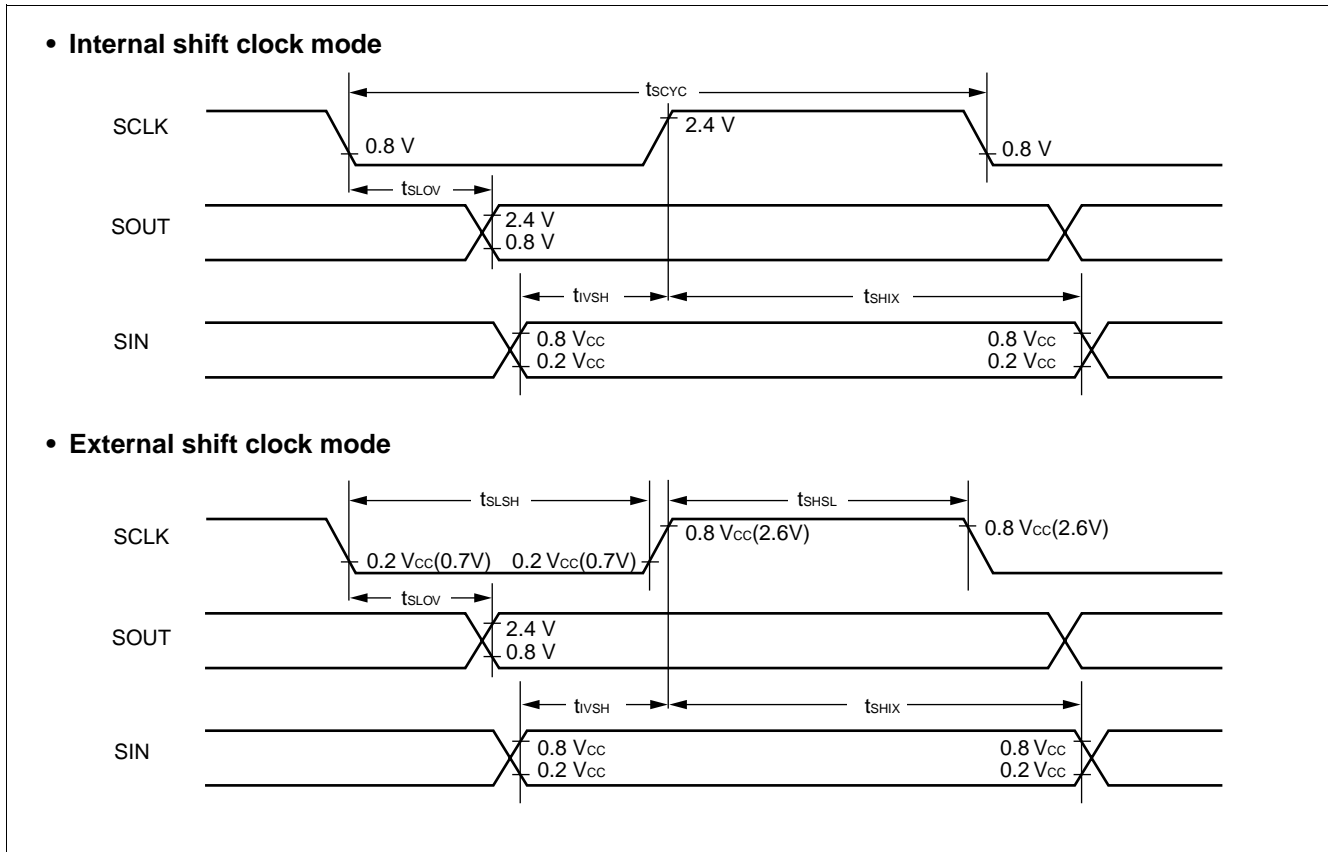 • Internal shift clock mode
tSCYC
SCLK
0.8 V
2.4 V
0.8 V
tSLOV
SOUT
2.4 V
0.8 V
tIVSH
tSHIX
SIN
0.8 VCC
0.2 VCC
0.8 VCC
0.2 VCC
• External shift clock mode
tSLSH
tSHSL
SCLK
0.2 VCC(0.7V)
0.2 VCC(0.7V)
0.8 VCC(2.6V)
0.8 VCC(2.6V)
tSLOV
SOUT
2.4 V
0.8 V
tIVSH
tSHIX
SIN
0.8 VCC
0.2 VCC
0.8 VCC
0.2 VCC